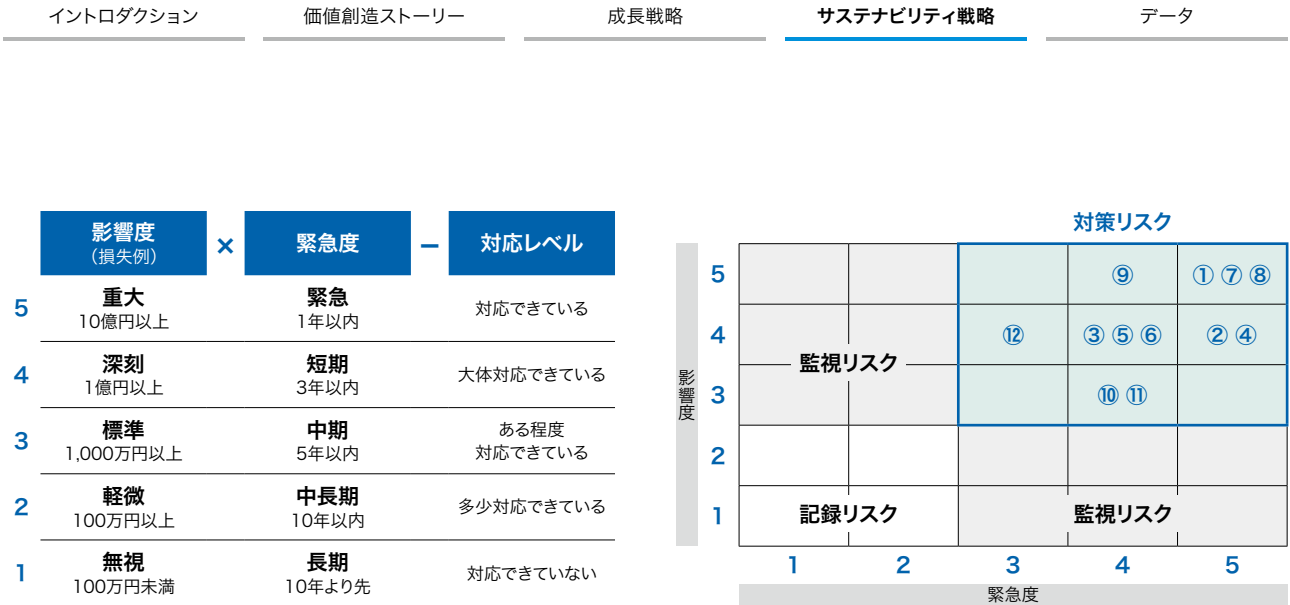 イントロダクション
価値創造ストーリー
成長戦略
サステナビリティ戦略
データ
影響度
（損失例）
×
緊急度
−
対応レベル
5
重大
10億円以上
緊急
1年以内
対応できている
4
深刻
1億円以上
短期
3年以内
大体対応できている
3
標準
1,000万円以上
中期
5年以内
ある程度
対応できている
2
軽微
100万円以上
中長期
10年以内
多少対応できている
1
無視
100万円未満
長期
10年より先
対応できていない
対策リスク
影響度
5
⑨
① ⑦ ⑧
4
⑫
③ ⑤ ⑥
② ④
監視リスク
3
⑩ ⑪
2
1
記録リスク
監視リスク
1
2
3
4
5
緊急度